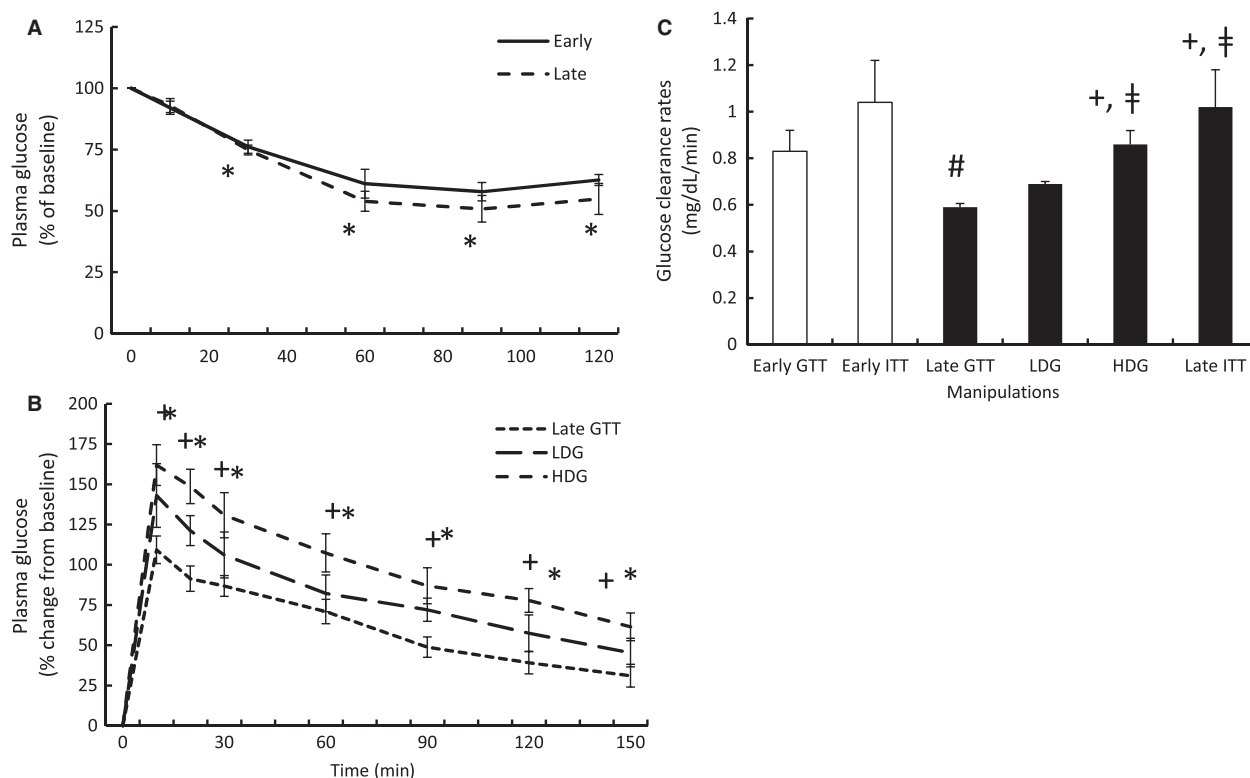 A
125
100
75
50
25
0
Plasma glucose
(% of baseline)
Early
Late
*
*
*
*
0 20 40 60 80 100 120
B
200
175
150
125
100
75
50
25
0
Plasma glucose
(% change from baseline)
Late GTT
LDG
HDG
+*
+*
+*
+*
+*
+ *
+ *
0 30 60 90 120 150
Time (min)
C
1.4
1.2
1
0.8
0.6
0.4
0.2
0
Glucose clearance rates
(mg/dL/min)
#
+, ‡
+, ‡
Early GTT Early ITT Late GTT LDG HDG Late ITT
Manipulations